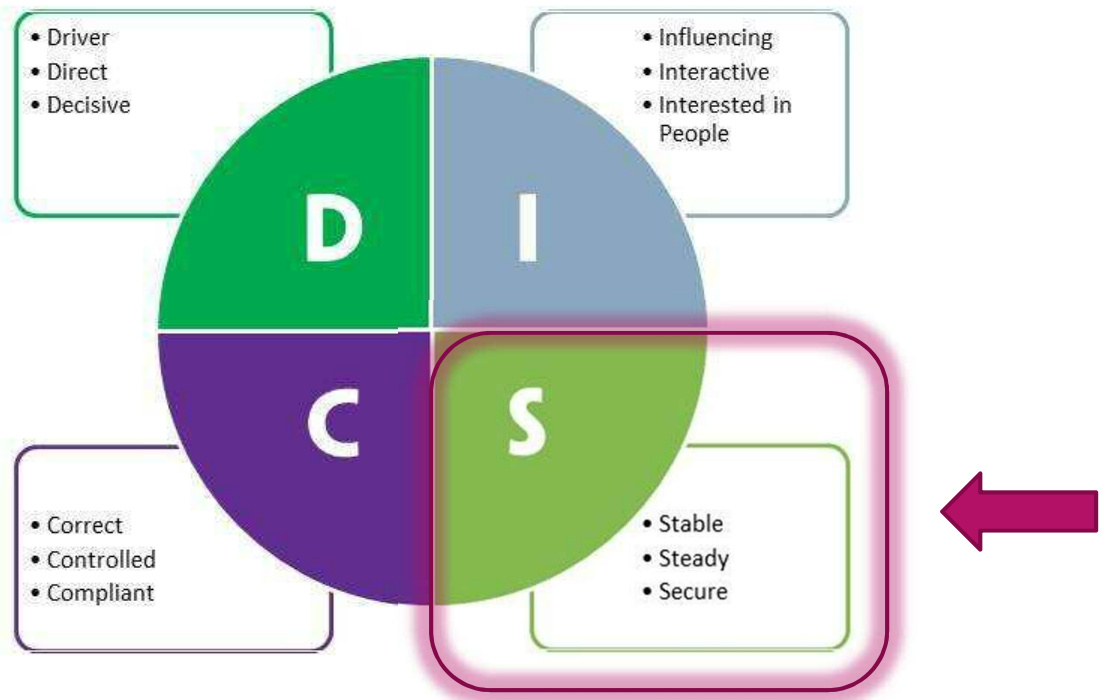 • Driver
• Direct
• Decisive
• Influencing
• Interactive
• Interested in
People
D
I
C
S
• Correct
• Controlled
• Compliant
• Stable
• Steady
• Secure